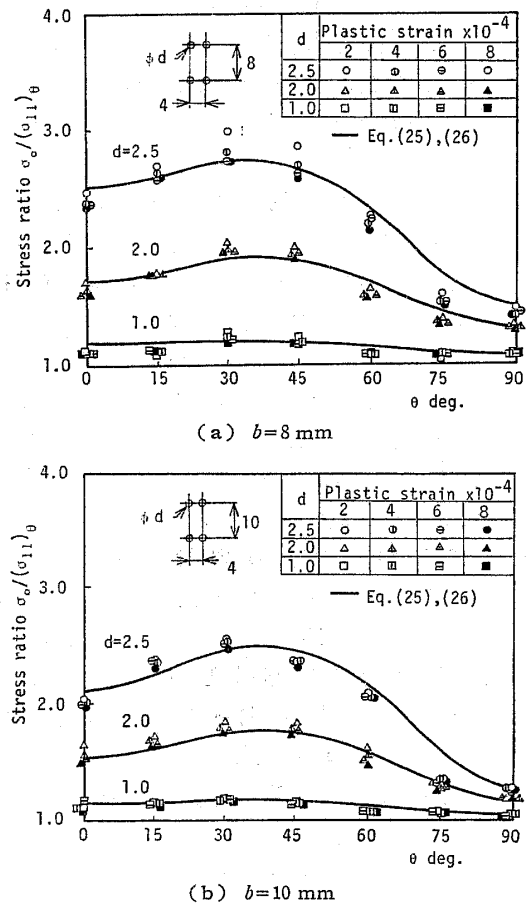 d Plastic strain x10⁻⁴
2 4 6 8
2.5
2.0
1.0
φd
8
4
Eq.(25),(26)
4.0
3.0
2.0
1.0
Stress ratio σₒ/(σ₁₁)θ
d=2.5
2.0
1.0
0 15 30 45 60 75 90
θ deg.
(a) b=8 mm
d Plastic strain x10⁻⁴
2 4 6 8
2.5
2.0
1.0
φd
10
4
Eq.(25),(26)
4.0
3.0
2.0
1.0
Stress ratio σₒ/(σ₁₁)θ
d=2.5
2.0
1.0
0 15 30 45 60 75 90
θ deg.
(b) b=10 mm